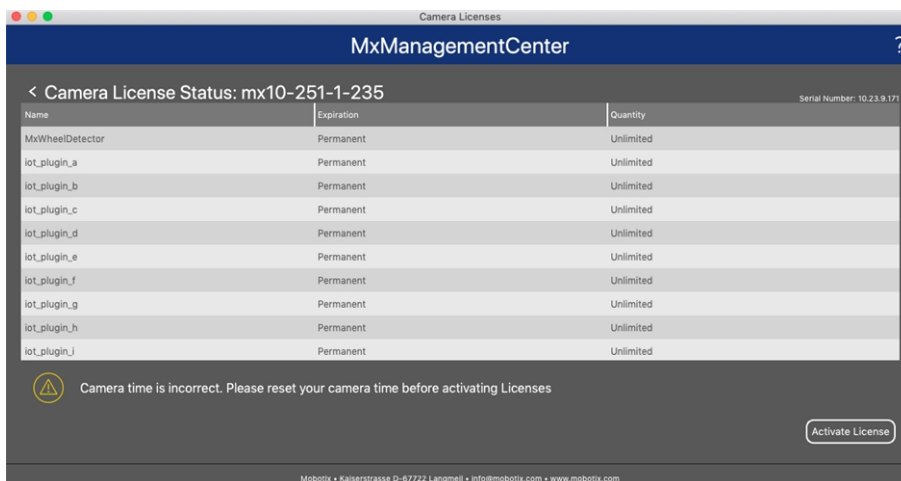 Camera Licenses
MxManagementCenter
?
< Camera License Status: mx10-251-1-235
Serial Number: 10.23.9.171
Name Expiration Quantity
MxWheelDetector Permanent Unlimited
iot_plugin_a Permanent Unlimited
iot_plugin_b Permanent Unlimited
iot_plugin_c Permanent Unlimited
iot_plugin_d Permanent Unlimited
iot_plugin_e Permanent Unlimited
iot_plugin_f Permanent Unlimited
iot_plugin_g Permanent Unlimited
iot_plugin_h Permanent Unlimited
iot_plugin_i Permanent Unlimited
Camera time is incorrect. Please reset your camera time before activating Licenses
Activate License
Mobotix • Kaiserstrasse D-67722 Langmeil • info@mobotix.com • www.mobotix.com